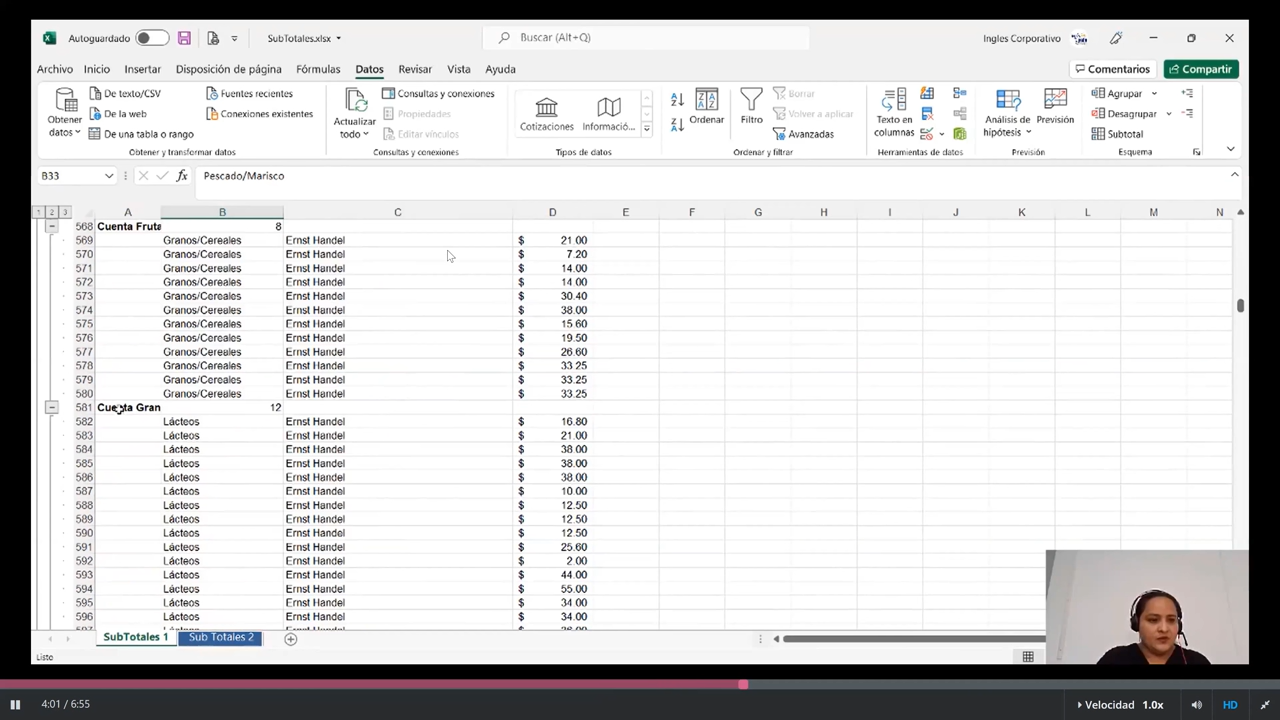 Autoguardado SubTotales.xlsx Buscar (Alt+Q) Ingles Corporativo
Archivo Inicio Insertar Disposición de página Fórmulas Datos Revisar Vista Ayuda Comentarios Compartir
Obtener datos
De texto/CSV
De la web
De una tabla o rango
Fuentes recientes
Conexiones existentes
Obtener y transformar datos
Actualizar todo
Consultas y conexiones
Propiedades
Editar vínculos
Consultas y conexiones
Cotizaciones
Informació...
Tipos de datos
Ordenar
Filtro
Borrar
Volver a aplicar
Avanzadas
Ordenar y filtrar
Texto en columnas
Herramientas de datos
Análisis de hipótesis
Previsión
Previsión
Agrupar
Desagrupar
Subtotal
Esquema
B33 fx Pescado/Marisco
1 2 3 A B C D E F G H I J K L M N
568 Cuenta Fruta 8
569 Granos/Cereales Ernst Handel $ 21.00
570 Granos/Cereales Ernst Handel $ 7.20
571 Granos/Cereales Ernst Handel $ 14.00
572 Granos/Cereales Ernst Handel $ 14.00
573 Granos/Cereales Ernst Handel $ 30.40
574 Granos/Cereales Ernst Handel $ 38.00
575 Granos/Cereales Ernst Handel $ 15.60
576 Granos/Cereales Ernst Handel $ 19.50
577 Granos/Cereales Ernst Handel $ 26.60
578 Granos/Cereales Ernst Handel $ 33.25
579 Granos/Cereales Ernst Handel $ 33.25
580 Granos/Cereales Ernst Handel $ 33.25
581 Cuenta Gran 12
582 Lácteos Ernst Handel $ 16.80
583 Lácteos Ernst Handel $ 21.00
584 Lácteos Ernst Handel $ 38.00
585 Lácteos Ernst Handel $ 38.00
586 Lácteos Ernst Handel $ 38.00
587 Lácteos Ernst Handel $ 10.00
588 Lácteos Ernst Handel $ 12.50
589 Lácteos Ernst Handel $ 12.50
590 Lácteos Ernst Handel $ 12.50
591 Lácteos Ernst Handel $ 25.60
592 Lácteos Ernst Handel $ 2.00
593 Lácteos Ernst Handel $ 44.00
594 Lácteos Ernst Handel $ 55.00
595 Lácteos Ernst Handel $ 34.00
596 Lácteos Ernst Handel $ 34.00
SubTotales 1 Sub Totales 2
Listo
4:01 / 6:55 Velocidad 1.0x HD